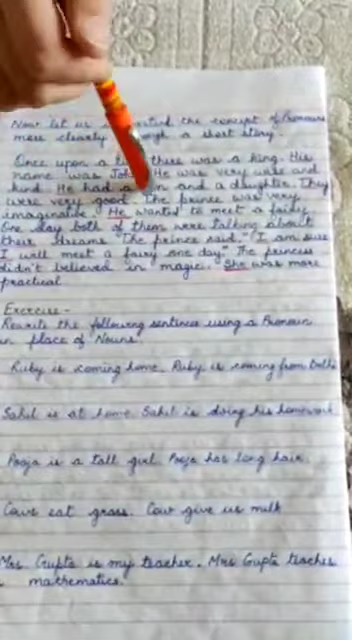 Now let us the concept of Pronouns
more clearly through a short story.
Once upon a there was a king. His
name was John. He was very wise and
kind. He had a son and a daughter. They
were very good. The prince was very
imaginative. He wanted to meet a fairy.
One day both of them were talking about
their dreams. The prince said, "I am sure
I will meet a fairy one day. The princess
didn't believed in magic. She was more
practical
Exercise -
Rewrite the following sentences using a Pronoun
in place of Nouns.
Ruby is coming home. Ruby is coming from
Sahil is at home. Sahil is doing his homework
Pooja is a tall girl. Pooja has long hair.
Cows eat grass. Cow give us milk
Mrs Gupta is my teacher. Mrs Gupta teaches
mathematics.